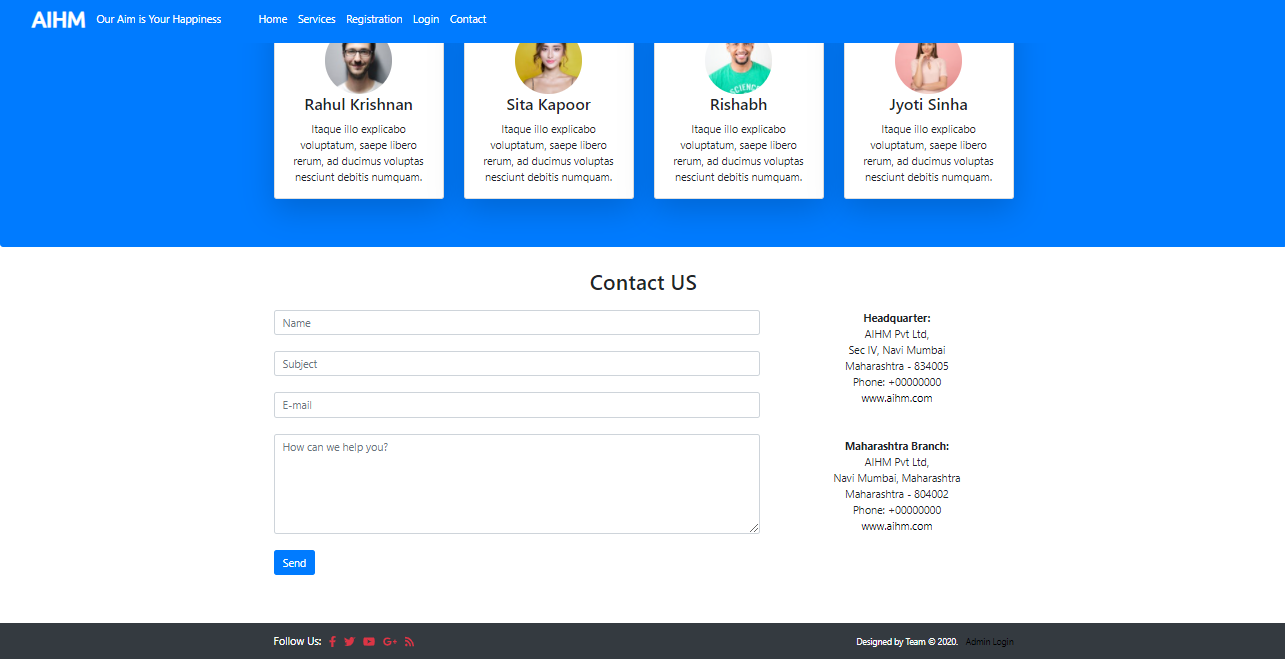 AIHM Our Aim is Your Happiness Home Services Registration Login Contact
SCIENCE
Rahul Krishnan Sita Kapoor Rishabh Jyoti Sinha
Itaque illo explicabo Itaque illo explicabo Itaque illo explicabo Itaque illo explicabo
voluptatum, saepe libero voluptatum, saepe libero voluptatum, saepe libero voluptatum, saepe libero
rerum, ad ducimus voluptas rerum, ad ducimus voluptas rerum, ad ducimus voluptas rerum, ad ducimus voluptas
nesciunt debitis numquam. nesciunt debitis numquam. nesciunt debitis numquam. nesciunt debitis numquam.
Contact US
Name
Subject
E-mail
How can we help you?
Send
Headquarter:
AIHM Pvt Ltd,
Sec IV, Navi Mumbai
Maharashtra - 834005
Phone: +00000000
www.aihm.com
Maharashtra Branch:
AIHM Pvt Ltd,
Navi Mumbai, Maharashtra
Maharashtra - 804002
Phone: +00000000
www.aihm.com
Follow Us: Designed by Team © 2020. Admin Login